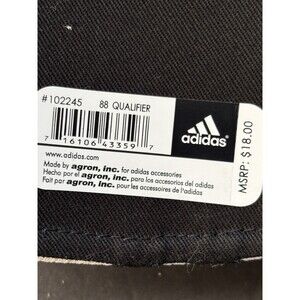 #102245 88 QUALIFIER
7 16106 43359 7
adidas®
MSRP: $18.00
www.adidas.com
Made by agron, inc. for adidas accessories
Hecho por el agron, inc. para los accesorios del adidas
Fait par agron, inc. pour les accessoires de l'adidas